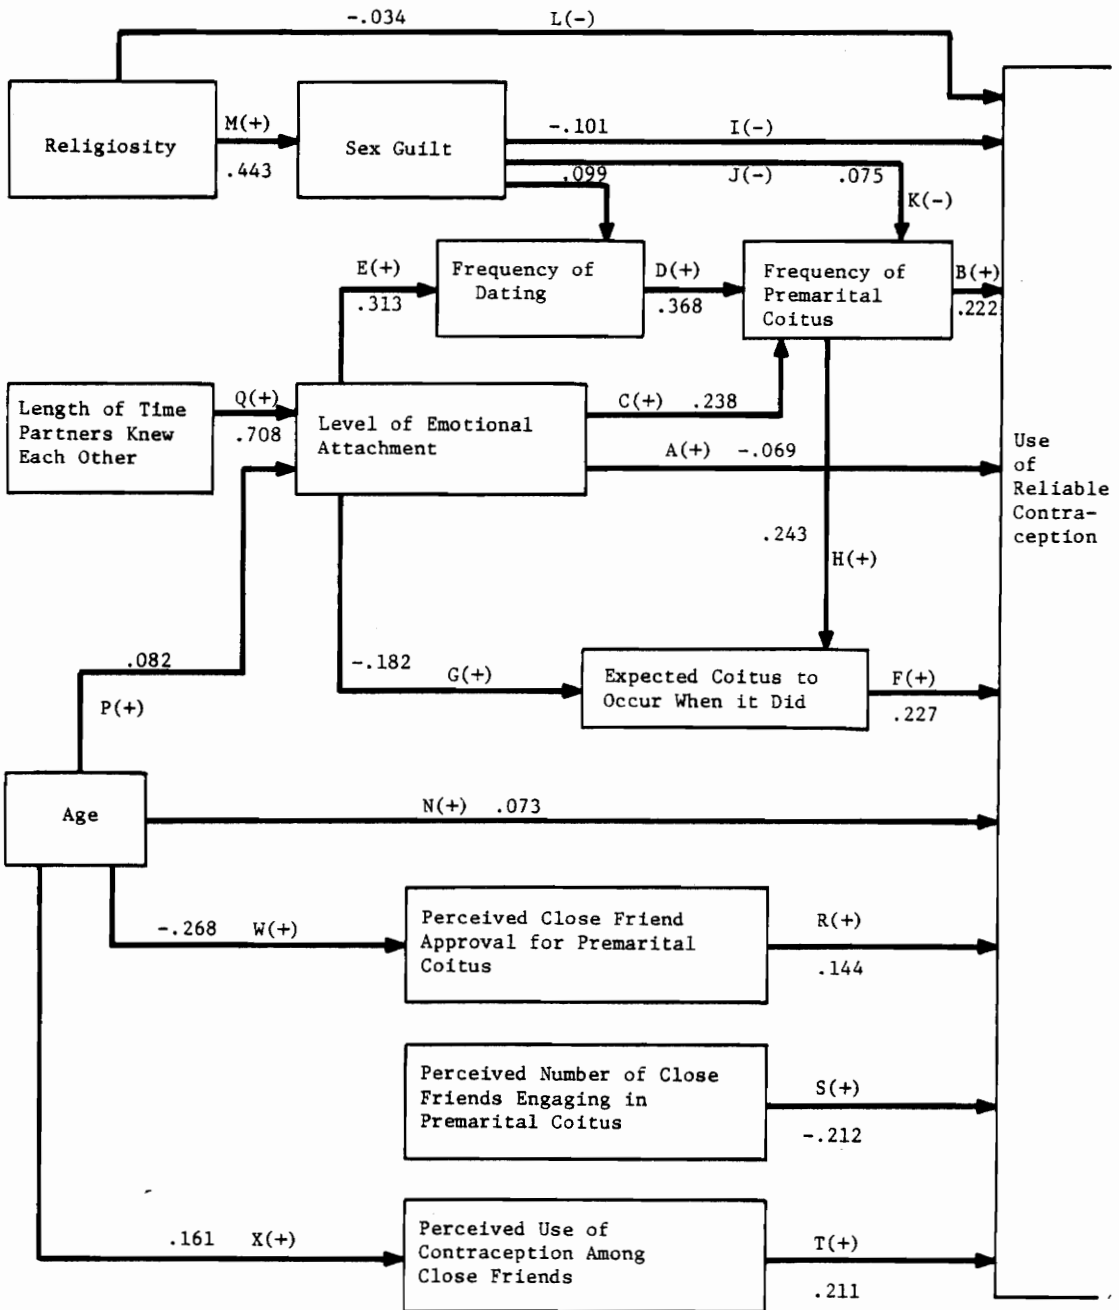 -.034 L(-)
Religiosity
M(+)
.443
Sex Guilt
-.101 I(-)
.099 J(-) .075
K(-)
E(+)
.313
Frequency of
Dating
D(+)
.368
Frequency of
Premarital
Coitus
B(+)
.222
Length of Time
Partners Knew
Each Other
Q(+)
.708
Level of Emotional
Attachment
C(+) .238
A(+) -.069
Use
of
Reliable
Contra-
ception
.243
H(+)
.082
P(+)
-.182 G(+)
Expected Coitus to
Occur When it Did
F(+)
.227
Age
N(+) .073
-.268 W(+)
Perceived Close Friend
Approval for Premarital
Coitus
R(+)
.144
Perceived Number of Close
Friends Engaging in
Premarital Coitus
S(+)
-.212
.161 X(+)
Perceived Use of
Contraception Among
Close Friends
T(+)
.211